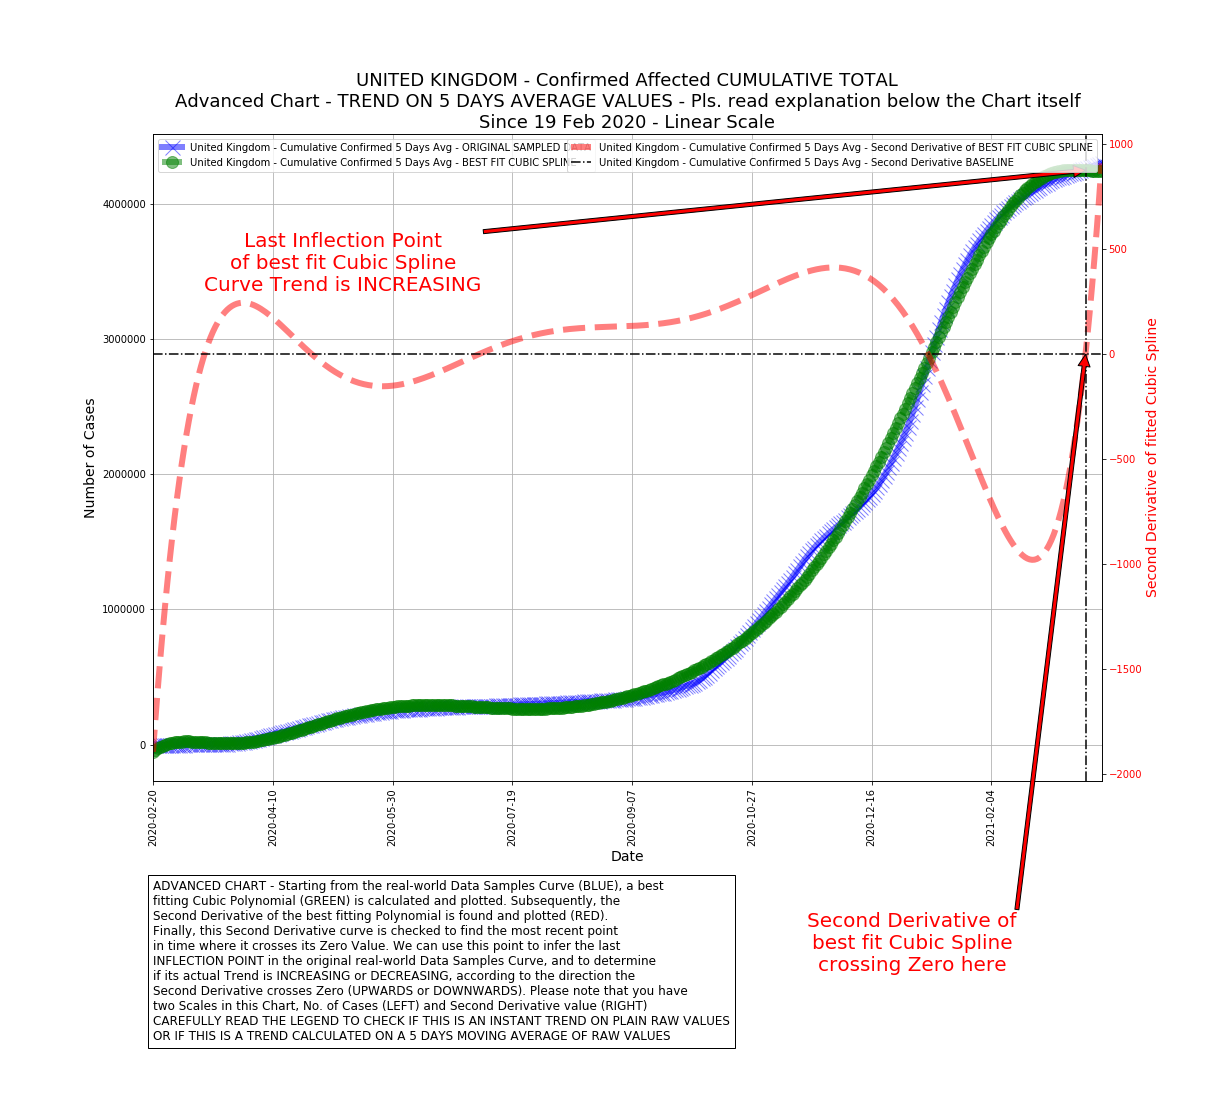 UNITED KINGDOM - Confirmed Affected CUMULATIVE TOTAL
Advanced Chart - TREND ON 5 DAYS AVERAGE VALUES - Pls. read explanation below the Chart itself
Since 19 Feb 2020 - Linear Scale
United Kingdom - Cumulative Confirmed 5 Days Avg - ORIGINAL SAMPLED DATA
United Kingdom - Cumulative Confirmed 5 Days Avg - BEST FIT CUBIC SPLINE
United Kingdom - Cumulative Confirmed 5 Days Avg - Second Derivative of BEST FIT CUBIC SPLINE
United Kingdom - Cumulative Confirmed 5 Days Avg - Second Derivative BASELINE
Last Inflection Point
of best fit Cubic Spline
Curve Trend is INCREASING
Number of Cases
4000000
3000000
2000000
1000000
0
1000
500
0
−500
−1000
−1500
−2000
Second Derivative of fitted Cubic Spline
2020-02-20
2020-04-10
2020-05-30
2020-07-19
2020-09-07
2020-10-27
2020-12-16
2021-02-04
Date
Second Derivative of
best fit Cubic Spline
crossing Zero here
ADVANCED CHART - Starting from the real-world Data Samples Curve (BLUE), a best
fitting Cubic Polynomial (GREEN) is calculated and plotted. Subsequently, the
Second Derivative of the best fitting Polynomial is found and plotted (RED).
Finally, this Second Derivative curve is checked to find the most recent point
in time where it crosses its Zero Value. We can use this point to infer the last
INFLECTION POINT in the original real-world Data Samples Curve, and to determine
if its actual Trend is INCREASING or DECREASING, according to the direction the
Second Derivative crosses Zero (UPWARDS or DOWNWARDS). Please note that you have
two Scales in this Chart, No. of Cases (LEFT) and Second Derivative value (RIGHT)
CAREFULLY READ THE LEGEND TO CHECK IF THIS IS AN INSTANT TREND ON PLAIN RAW VALUES
OR IF THIS IS A TREND CALCULATED ON A 5 DAYS MOVING AVERAGE OF RAW VALUES